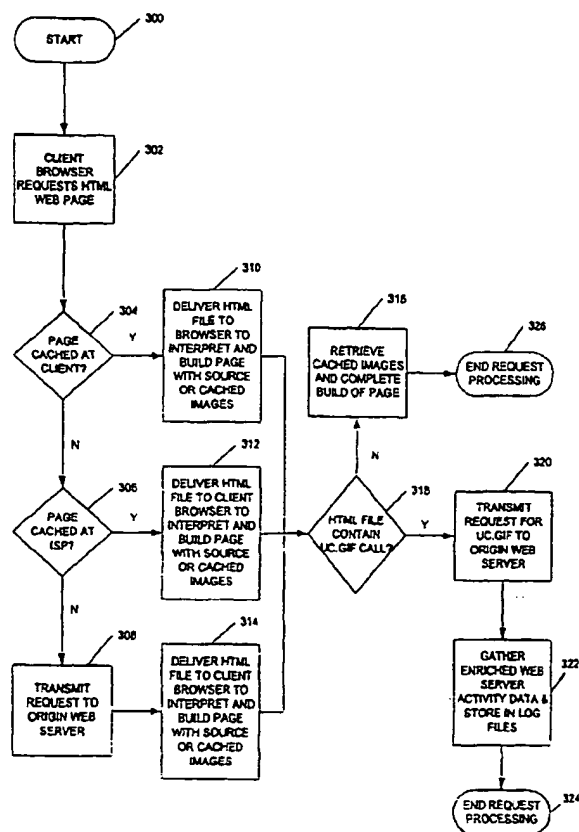 300
START
302
CLIENT
BROWSER
REQUESTS HTML
WEB PAGE
304
PAGE
CACHED AT
CLIENT?
Y
N
310
DELIVER HTML
FILE TO
BROWSER TO
INTERPRET AND
BUILD PAGE
WITH SOURCE
OR CACHED
IMAGES
306
PAGE
CACHED AT
ISP?
Y
N
312
DELIVER HTML
FILE TO CLIENT
BROWSER TO
INTERPRET AND
BUILD PAGE
WITH SOURCE
OR CACHED
IMAGES
308
TRANSMIT
REQUEST TO
ORIGIN WEB
SERVER
314
DELIVER HTML
FILE TO CLIENT
BROWSER TO
INTERPRET AND
BUILD PAGE
WITH SOURCE
OR CACHED
IMAGES
316
RETRIEVE
CACHED IMAGES
AND COMPLETE
BUILD OF PAGE
326
END REQUEST
PROCESSING
N
318
HTML FILE
CONTAIN
UC.GIF CALL?
Y
320
TRANSMIT
REQUEST FOR
UC.GIF TO
ORIGIN WEB
SERVER
322
GATHER
ENRICHED WEB
SERVER
ACTIVITY DATA &
STORE IN LOG
FILES
324
END REQUEST
PROCESSING